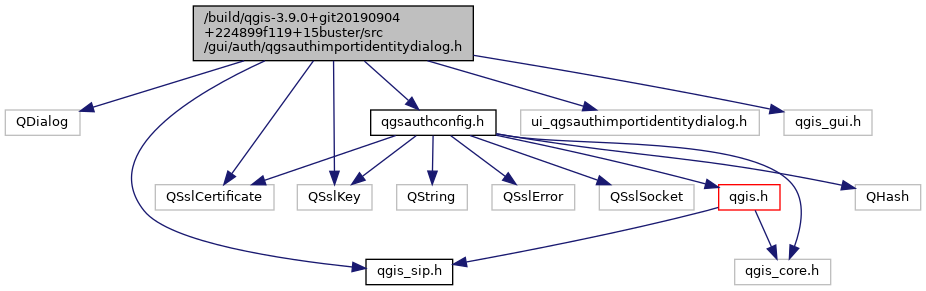 /build/qgis-3.9.0+git20190904
+224899f119+15buster/src
/gui/auth/qgsauthimportidentitydialog.h
QDialog
qgsauthconfig.h
ui_qgsauthimportidentitydialog.h
qgis_gui.h
QSslCertificate
QSslKey
QString
QSslError
QSslSocket
qgis.h
QHash
qgis_sip.h
qgis_core.h